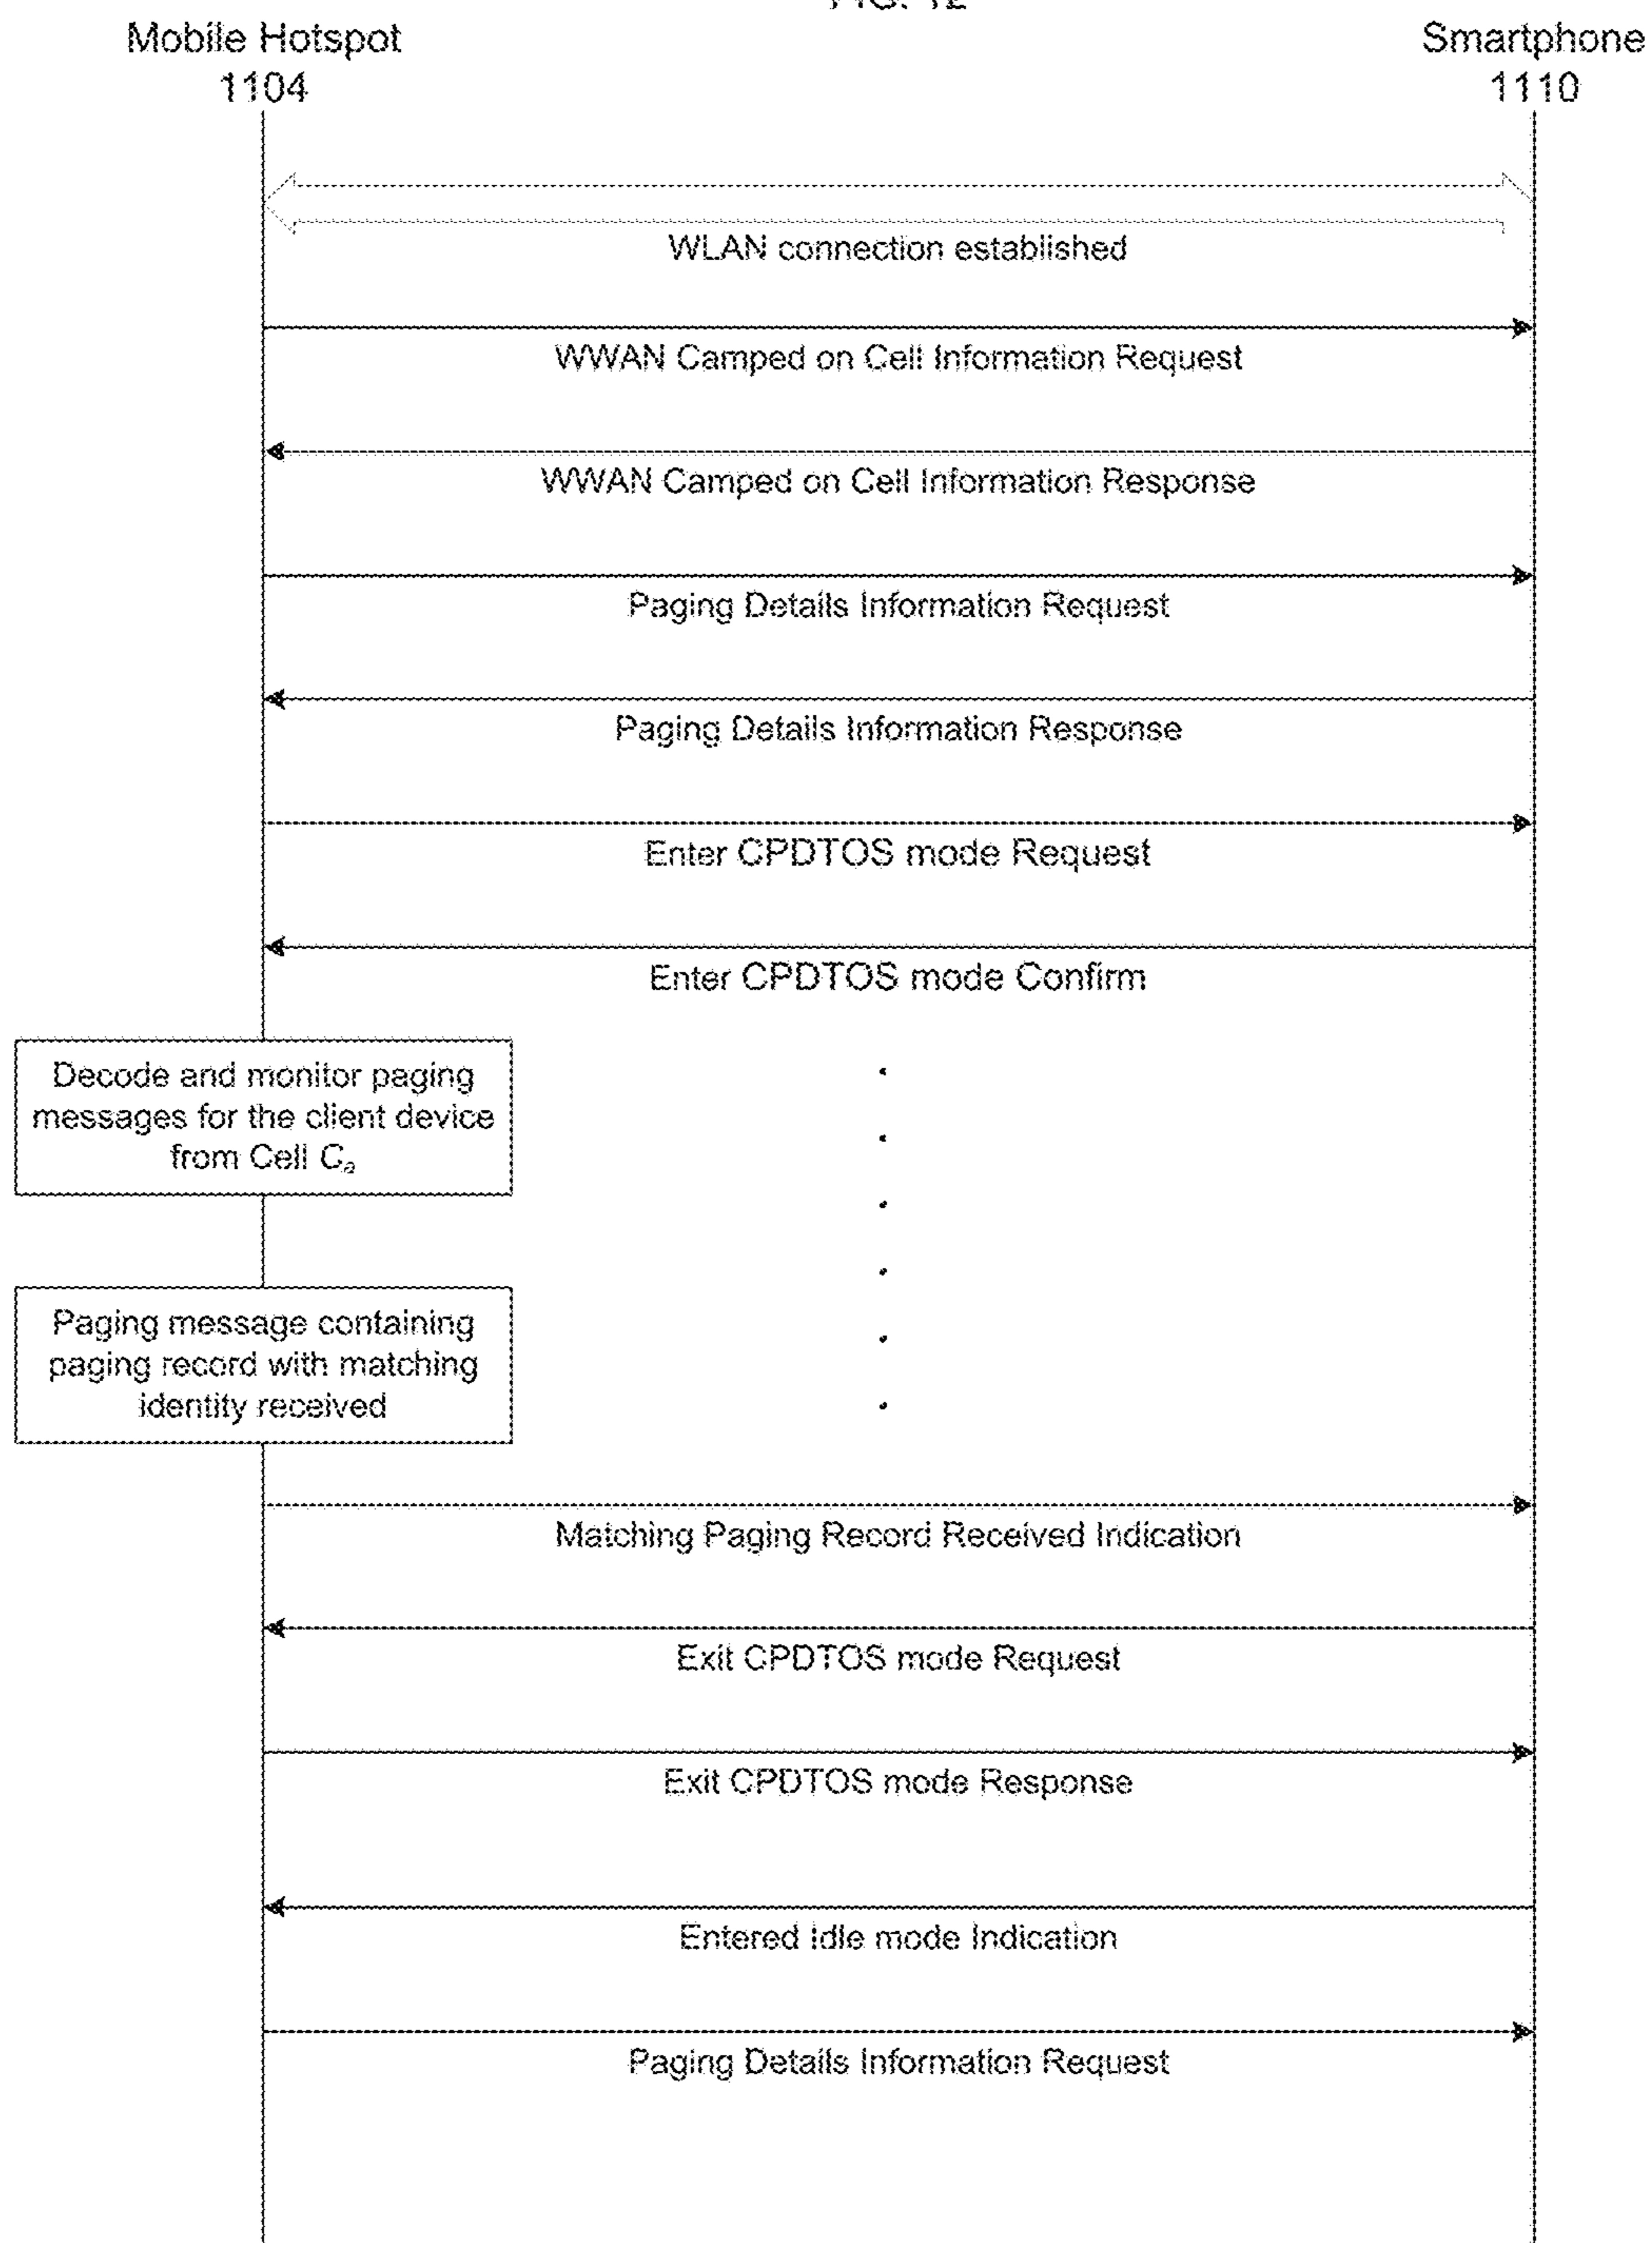 FIG. 12
Mobile Hotspot
1104
Smartphone
1110
WLAN connection established
WWAN Camped on Cell Information Request
WWAN Camped on Cell Information Response
Paging Details Information Request
Paging Details Information Response
Enter CPDTOS mode Request
Enter CPDTOS mode Confirm
Decode and monitor paging
messages for the client device
from Cell Ca
Paging message containing
paging record with matching
identity received
Matching Paging Record Received Indication
Exit CPDTOS mode Request
Exit CPDTOS mode Response
Entered Idle mode Indication
Paging Details Information Request